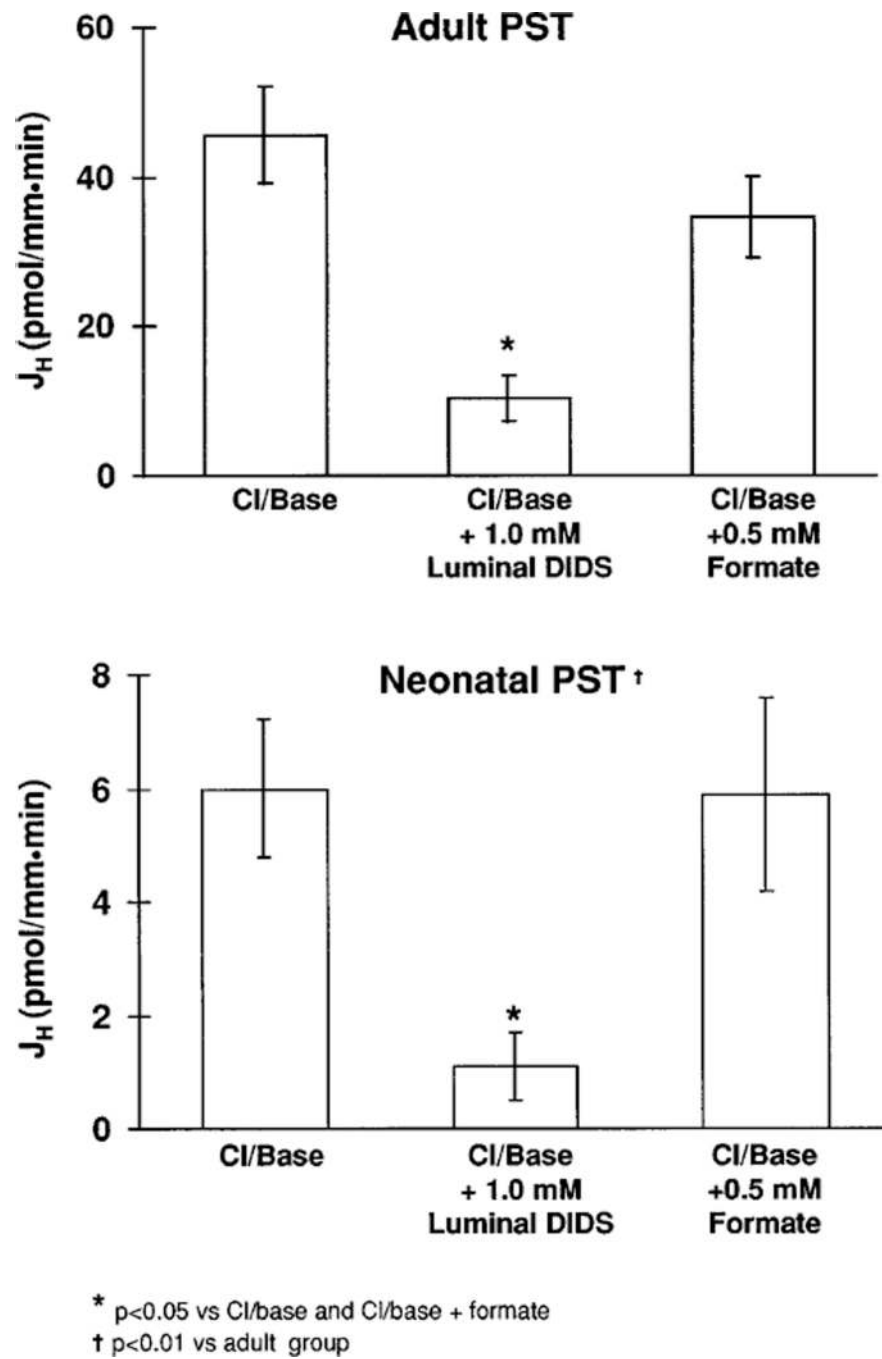 Adult PST
60
40
20
0
J_H (pmol/mm•min)
Cl/Base
Cl/Base
+ 1.0 mM
Luminal DIDS
Cl/Base
+0.5 mM
Formate
Neonatal PST †
8
6
4
2
0
J_H (pmol/mm•min)
*
Cl/Base
Cl/Base
+ 1.0 mM
Luminal DIDS
*
Cl/Base
+0.5 mM
Formate
* p<0.05 vs Cl/base and Cl/base + formate
† p<0.01 vs adult group